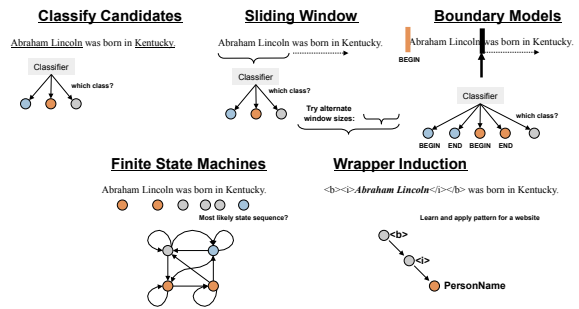 Classify Candidates
Abraham Lincoln was born in Kentucky.
Classifier
which class?
Sliding Window
Abraham Lincoln was born in Kentucky.
Classifier
which class?
Try alternate
window sizes:
Boundary Models
Abraham Lincoln was born in Kentucky.
BEGIN
Classifier
which class?
BEGIN END BEGIN END
Finite State Machines
Abraham Lincoln was born in Kentucky.
Most likely state sequence?
Wrapper Induction
<b><i>Abraham Lincoln</i></b> was born in Kentucky.
Learn and apply pattern for a website
<b>
<i>
PersonName